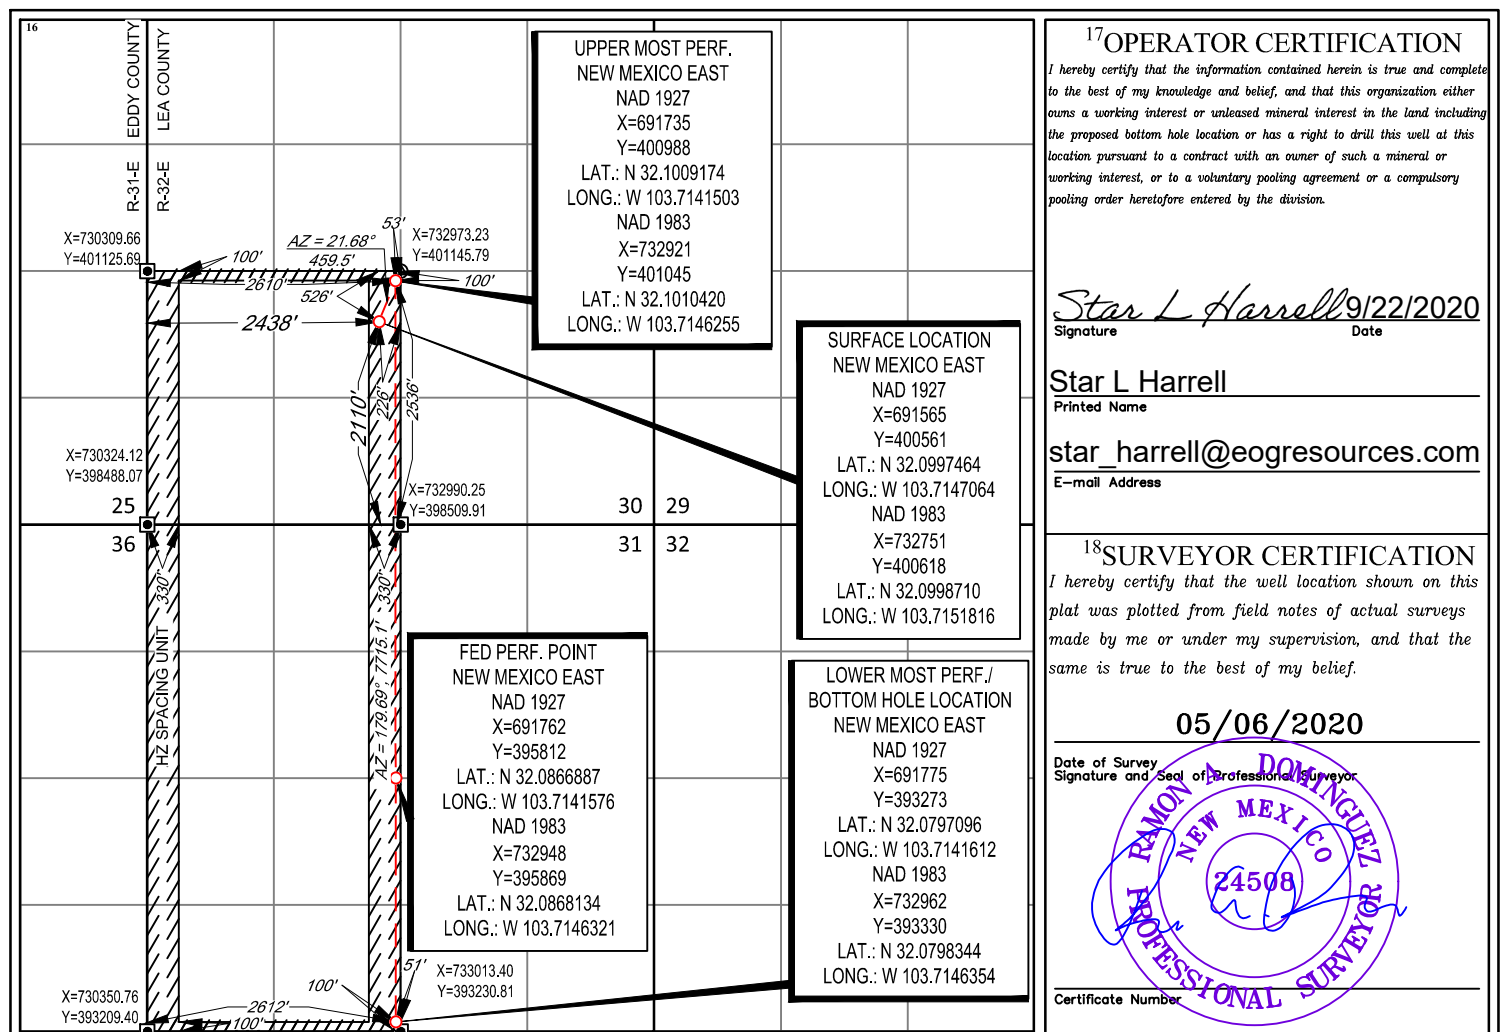 16
EDDY COUNTY
LEA COUNTY
R-31-E
R-32-E
UPPER MOST PERF.
NEW MEXICO EAST
NAD 1927
X=691735
Y=400988
LAT.: N 32.1009174
LONG.: W 103.7141503
NAD 1983
X=732921
Y=401045
LAT.: N 32.1010420
LONG.: W 103.7146255
X=730309.66
Y=401125.69
100'
AZ = 21.68°
459.5'
53'
X=732973.23
Y=401145.79
100'
2610'
526'
2438'
SURFACE LOCATION
NEW MEXICO EAST
NAD 1927
X=691565
Y=400561
LAT.: N 32.0997464
LONG.: W 103.7147064
NAD 1983
X=732751
Y=400618
LAT.: N 32.0998710
LONG.: W 103.7151816
2110'
226'
2536'
X=730324.12
Y=398488.07
X=732990.25
Y=398509.91
25
30 29
36
31 32
330'
330'
HZ SPACING UNIT
AZ = 179.69°, 7715.1'
FED PERF. POINT
NEW MEXICO EAST
NAD 1927
X=691762
Y=395812
LAT.: N 32.0866887
LONG.: W 103.7141576
NAD 1983
X=732948
Y=395869
LAT.: N 32.0868134
LONG.: W 103.7146321
LOWER MOST PERF./
BOTTOM HOLE LOCATION
NEW MEXICO EAST
NAD 1927
X=691775
Y=393273
LAT.: N 32.0797096
LONG.: W 103.7141612
NAD 1983
X=732962
Y=393330
LAT.: N 32.0798344
LONG.: W 103.7146354
51'
X=733013.40
Y=393230.81
100'
X=730350.76
Y=393209.40
2612'
100'
17 OPERATOR CERTIFICATION
I hereby certify that the information contained herein is true and complete
to the best of my knowledge and belief, and that this organization either
owns a working interest or unleased mineral interest in the land including
the proposed bottom hole location or has a right to drill this well at this
location pursuant to a contract with an owner of such a mineral or
working interest, or to a voluntary pooling agreement or a compulsory
pooling order heretofore entered by the division.
Star L Harrell 9/22/2020
Signature Date
Star L Harrell
Printed Name
star_harrell@eogresources.com
E-mail Address
18 SURVEYOR CERTIFICATION
I hereby certify that the well location shown on this
plat was plotted from field notes of actual surveys
made by me or under my supervision, and that the
same is true to the best of my belief.
05/06/2020
Date of Survey
Signature and Seal of Professional Surveyor
RAMON A. DOMINGUEZ
NEW MEXICO
24508
PROFESSIONAL SURVEYOR
Certificate Number